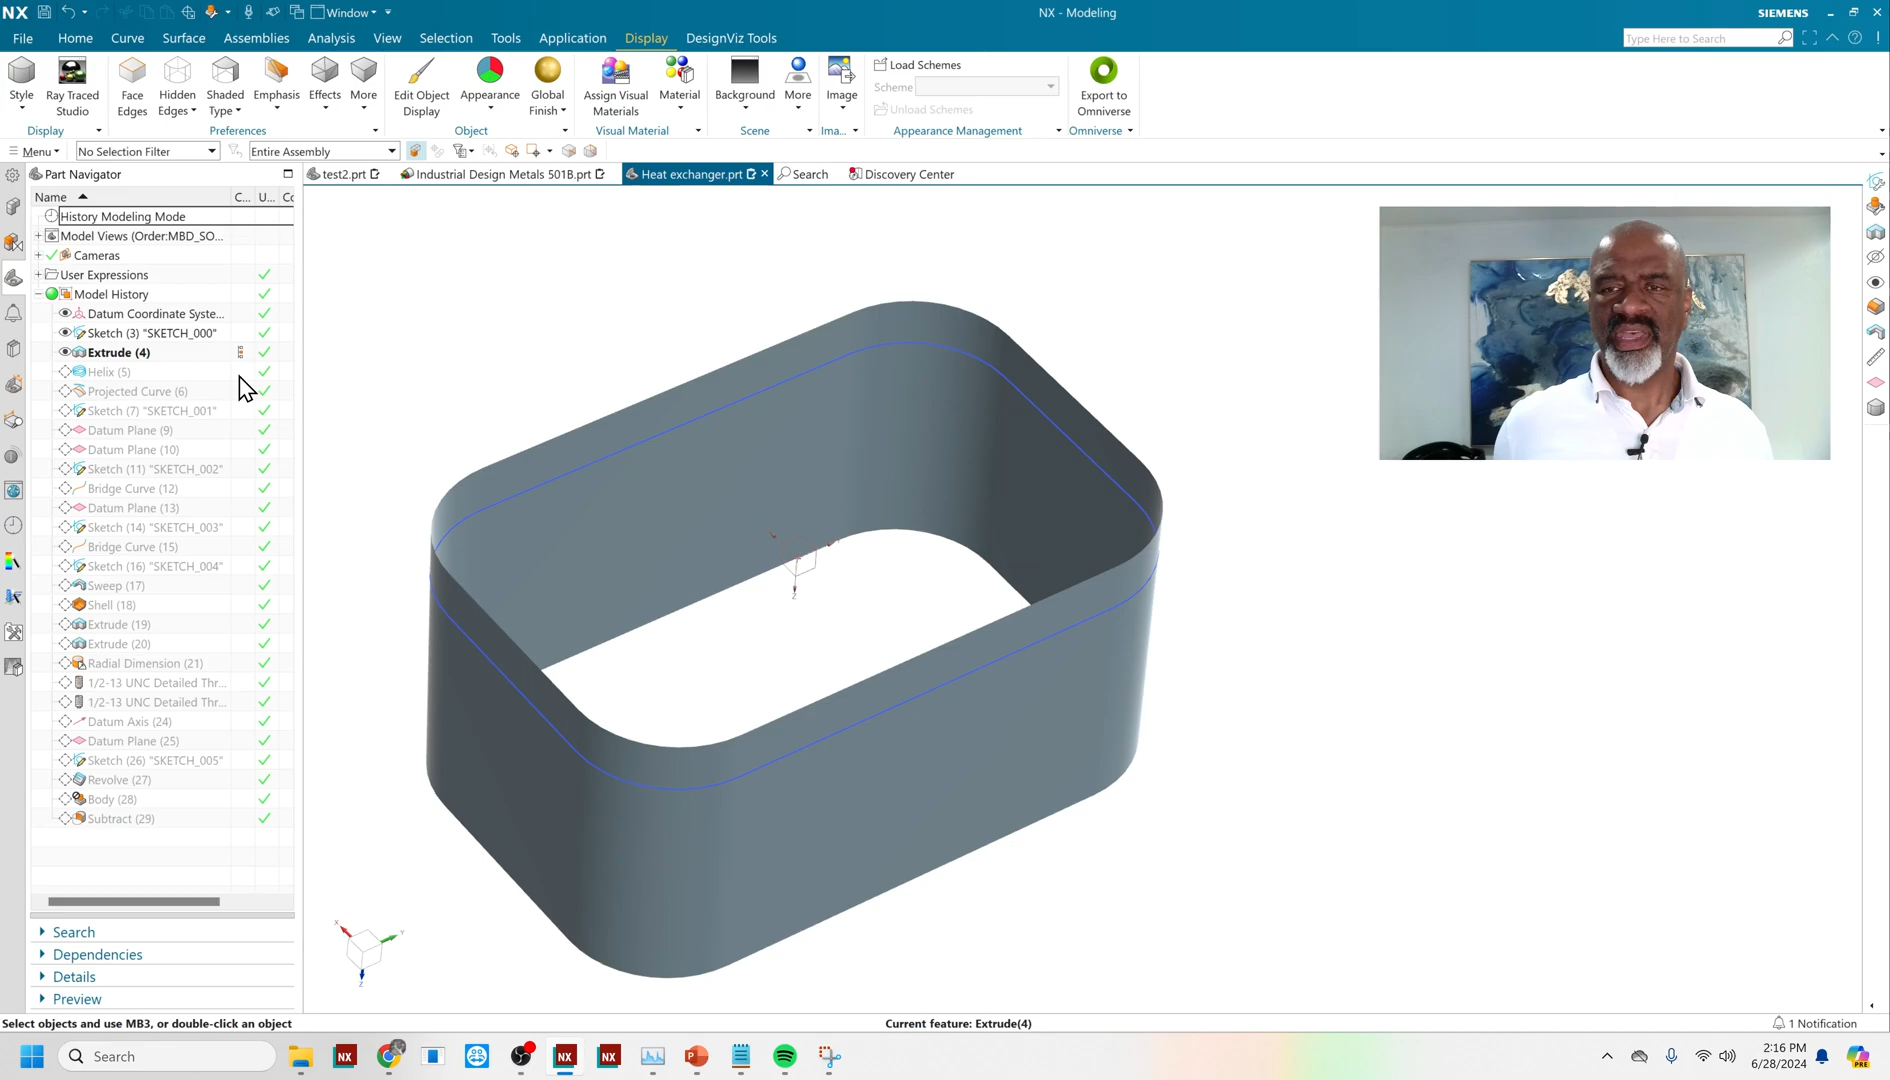 NX
Window
NX - Modeling
SIEMENS
File Home Curve Surface Assemblies Analysis View Selection Tools Application Display DesignViz Tools
Type Here to Search
Style
Ray Traced
Studio
Face
Edges
Hidden
Edges
Shaded
Type
Emphasis
Effects
More
Edit Object
Display
Appearance
Global
Finish
Assign Visual
Materials
Material
Background
More
Image
Load Schemes
Scheme
Unload Schemes
Export to
Omniverse
Display
Preferences
Object
Visual Material
Scene
Ima...
Appearance Management
Omniverse
Menu
No Selection Filter
Entire Assembly
Part Navigator
test2.prt
Industrial Design Metals 501B.prt
Heat exchanger.prt
Search
Discovery Center
Name C... U... Cc
History Modeling Mode
Model Views (Order:MBD_SO...
Cameras
User Expressions
Model History
Datum Coordinate Syste...
Sketch (3) "SKETCH_000"
Extrude (4)
Helix (5)
Projected Curve (6)
Sketch (7) "SKETCH_001"
Datum Plane (9)
Datum Plane (10)
Sketch (11) "SKETCH_002"
Bridge Curve (12)
Datum Plane (13)
Sketch (14) "SKETCH_003"
Bridge Curve (15)
Sketch (16) "SKETCH_004"
Sweep (17)
Shell (18)
Extrude (19)
Extrude (20)
Radial Dimension (21)
1/2-13 UNC Detailed Thr...
1/2-13 UNC Detailed Thr...
Datum Axis (24)
Datum Plane (25)
Sketch (26) "SKETCH_005"
Revolve (27)
Body (28)
Subtract (29)
Z
X
Y
Z
Search
Dependencies
Details
Preview
Select objects and use MB3, or double-click an object
Current feature: Extrude(4)
1 Notification
Search
NX
NX
NX
2:16 PM
6/28/2024
PRE